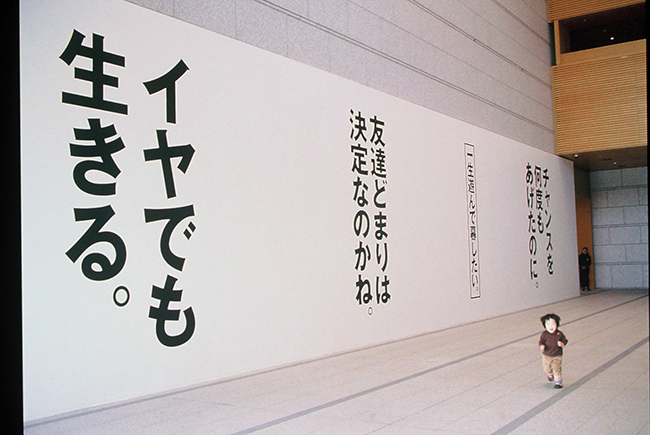 チャンスを
何度も
あげたのに。
一生遊んで暮したい。
友達どまりは
決定なのかね。
イヤでも
生きる。